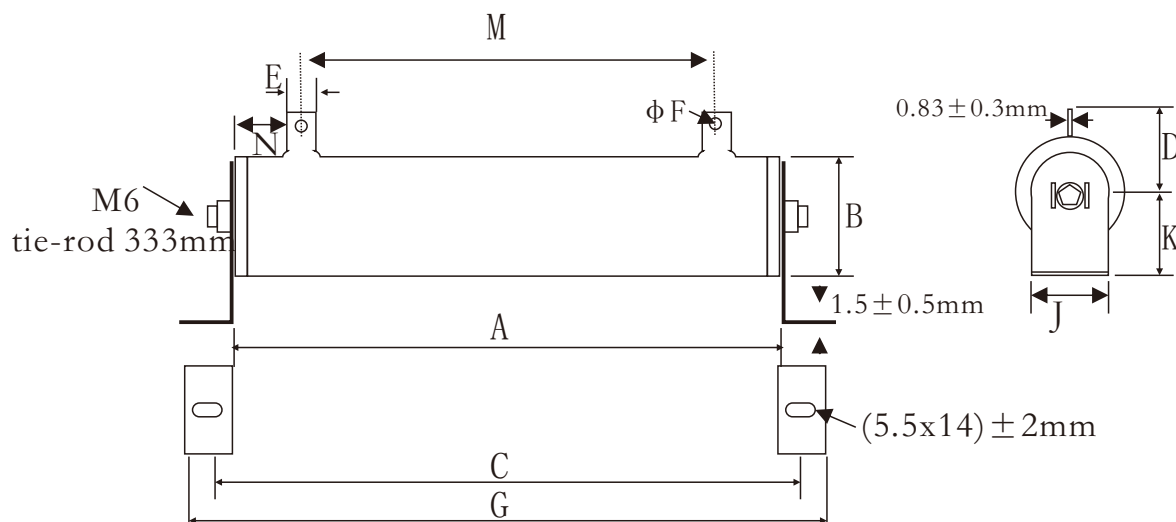 M
E
0.83±0.3mm
ΦF
D
N
M6
tie-rod 333mm
B
K
1.5±0.5mm
J
A
(5.5x14)±2mm
C
G